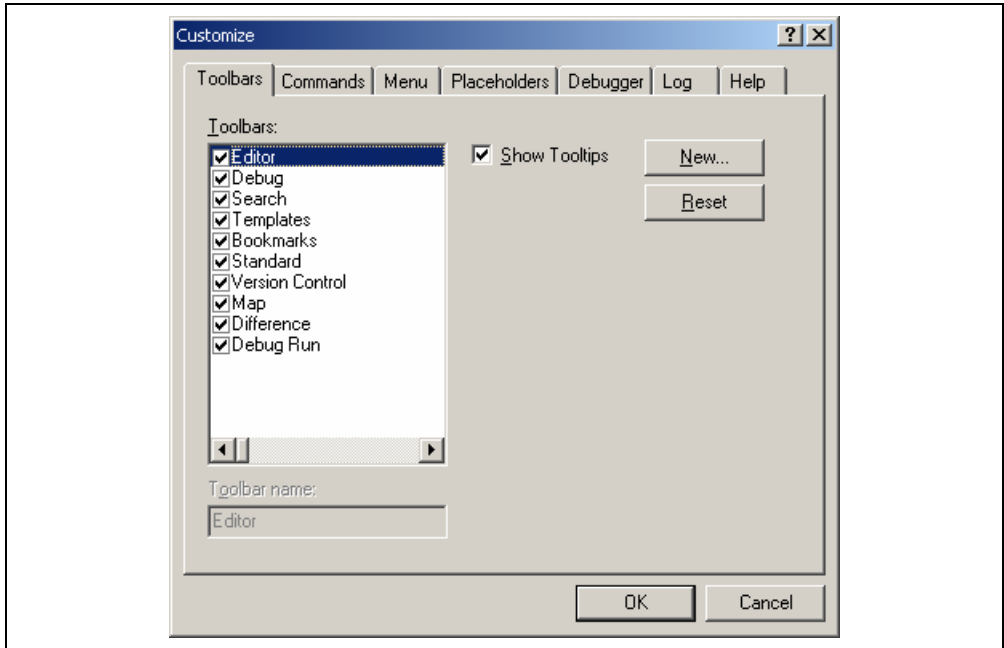 Customize
Toolbars Commands Menu Placeholders Debugger Log Help
Toolbars:
Editor
Debug
Search
Templates
Bookmarks
Standard
Version Control
Map
Difference
Debug Run
Show Tooltips
New...
Reset
Toolbar name:
Editor
OK Cancel